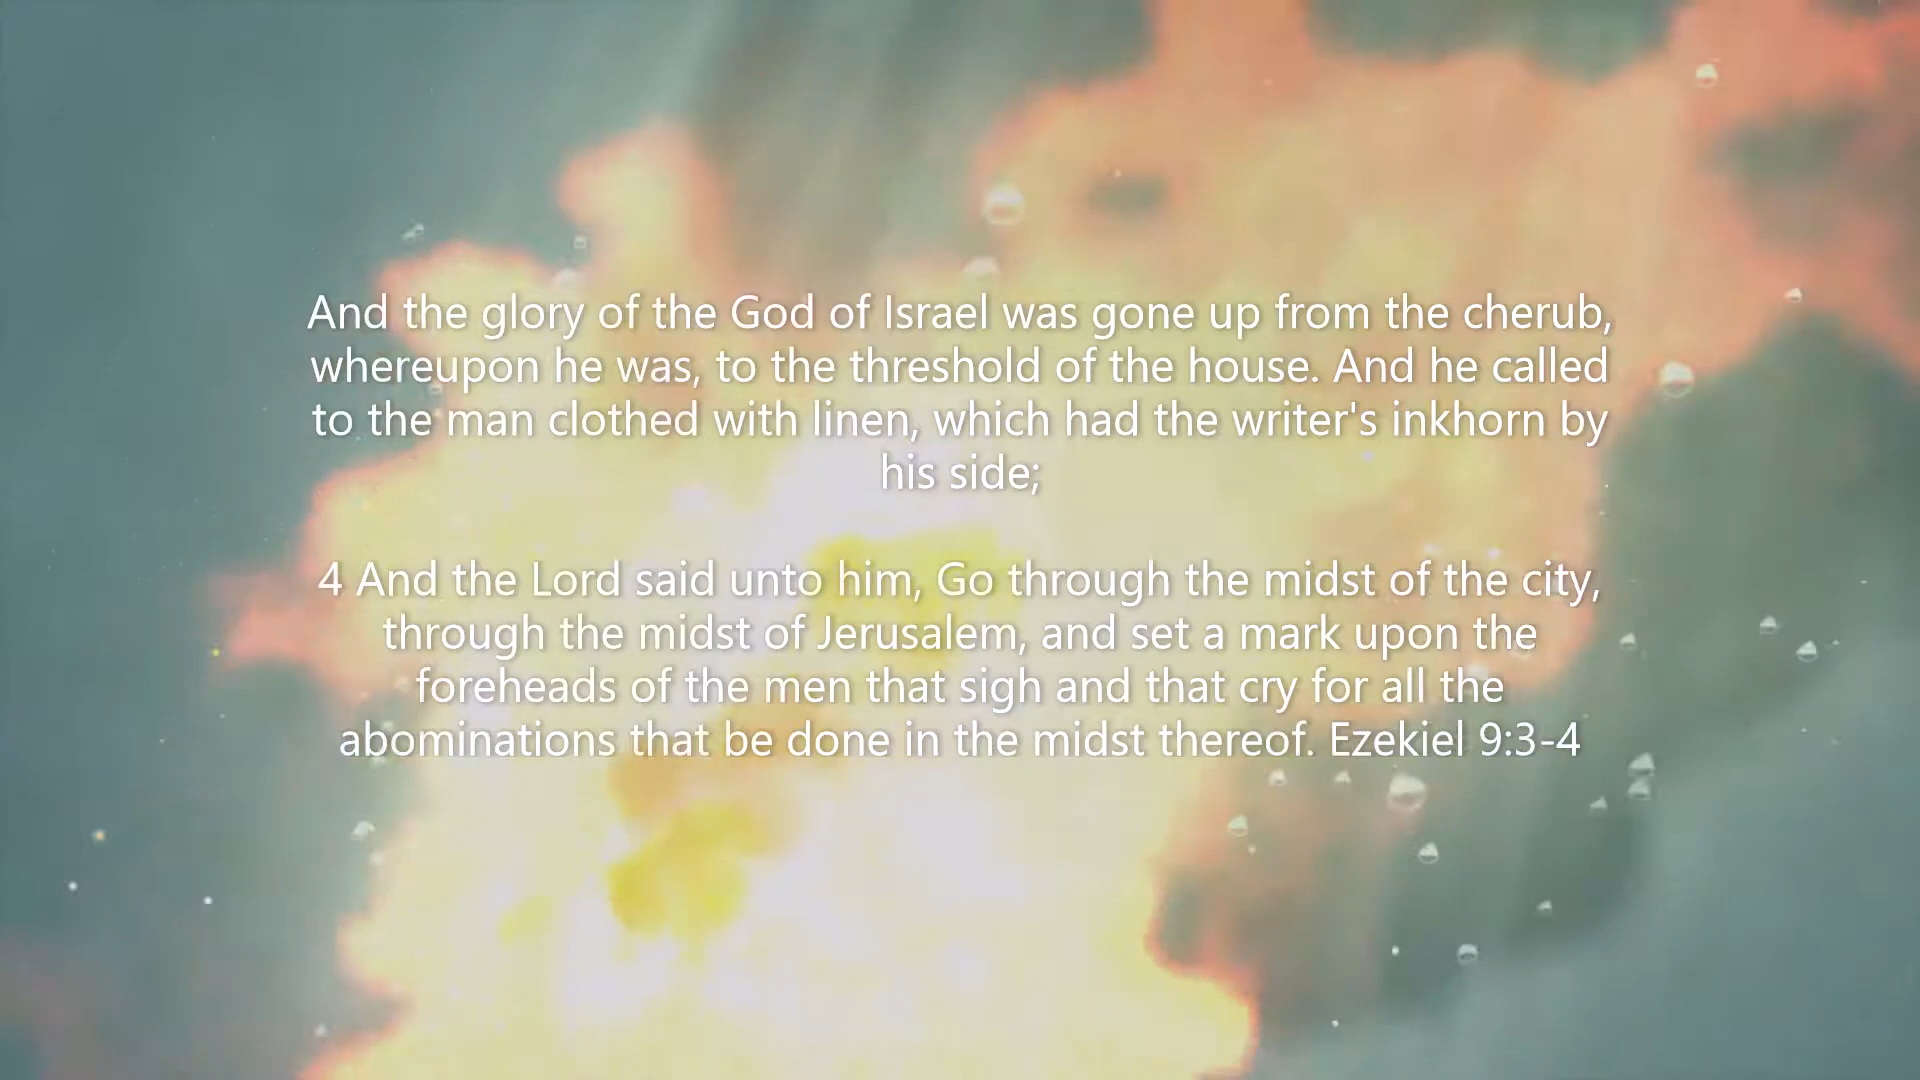 And the glory of the God of Israel was gone up from the cherub,
whereupon he was, to the threshold of the house. And he called
to the man clothed with linen, which had the writer's inkhorn by
his side;
4 And the Lord said unto him, Go through the midst of the city,
through the midst of Jerusalem, and set a mark upon the
foreheads of the men that sigh and that cry for all the
abominations that be done in the midst thereof. Ezekiel 9:3-4